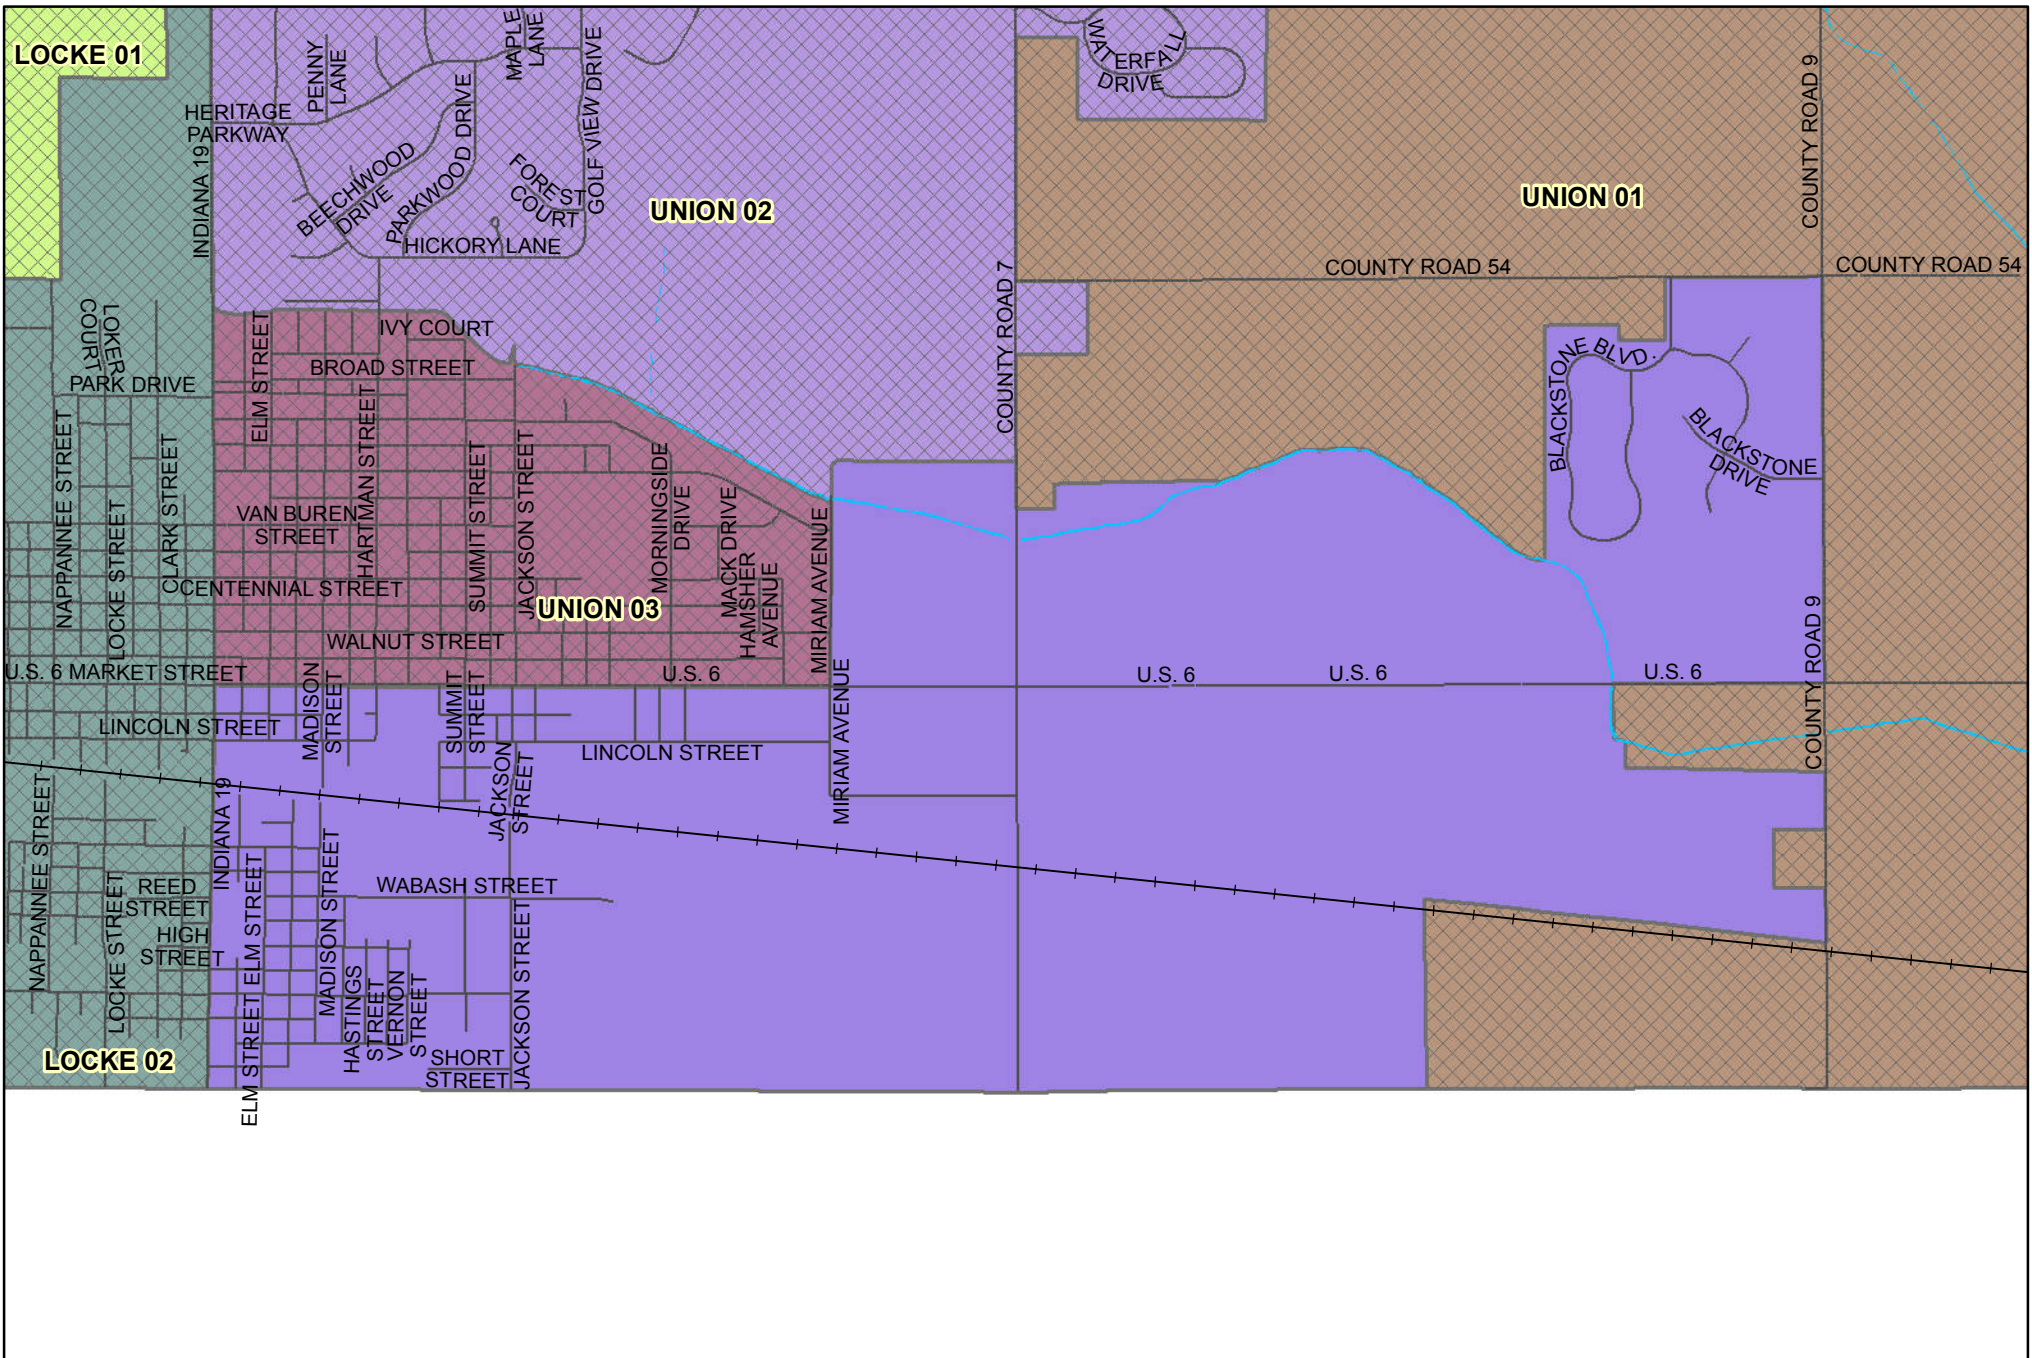 LOCKE 01
PENNY
LANE
MAPLE
LANE
GOLF VIEW DRIVE
WATERFALL
DRIVE
COUNTY ROAD 9
HERITAGE
PARKWAY
INDIANA 19
BEECHWOOD
DRIVE
PARKWOOD DRIVE
FOREST
COURT
HICKORY LANE
UNION 02
UNION 01
COUNTY ROAD 54
COUNTY ROAD 54
COUNTY ROAD 7
LOKER
COURT
PARK DRIVE
ELM STREET
IVY COURT
BROAD STREET
HARTMAN STREET
BLACKSTONE BLVD.
BLACKSTONE
BLACKSTONE
DRIVE
NAPPANNEE STREET
LOCKE STREET
CLARK STREET
VAN BUREN
STREET
SUMMIT STREET
JACKSON STREET
MORNINGSIDE
DRIVE
MACK DRIVE
HAMSHER
AVENUE
MIRIAM AVENUE
CENTENNIAL STREET
UNION 03
WALNUT STREET
U.S. 6 MARKET STREET
U.S. 6
U.S. 6
U.S. 6
U.S. 6
COUNTY ROAD 9
LINCOLN STREET
MADISON
STREET
SUMMIT
STREET
LINCOLN STREET
JACKSON
STREET
MIRIAM AVENUE
NAPPANNEE STREET
INDIANA 19
REED
STREET
HIGH
STREET
LOCKE STREET
ELM STREET
ELM STREET
MADISON STREET
WABASH STREET
HASTINGS
STREET
VERNON
STREET
JACKSON STREET
SHORT
STREET
LOCKE 02